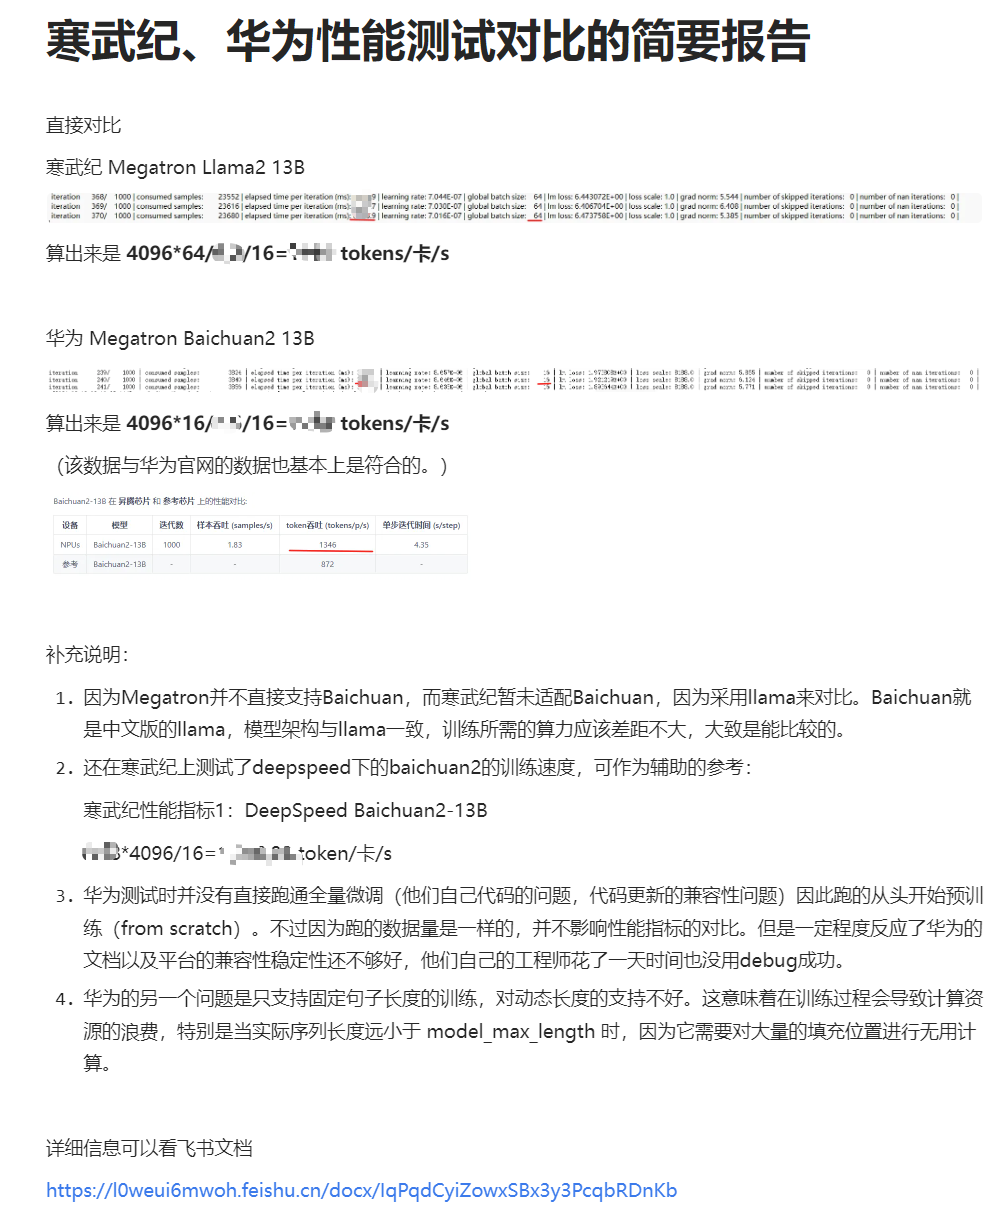 寒武纪、华为性能测试对比的简要报告
直接对比
寒武纪 Megatron Llama2 13B
iteration 368/ 1000 | consumed samples: 23552 | elapsed time per iteration (ms): 9 | learning rate: 7.044E-07 | global batch size: 64 | lm loss: 6.443072E+00 | loss scale: 1.0 | grad norm: 5.544 | number of skipped iterations: 0 | number of nan iterations: 0 |
iteration 369/ 1000 | consumed samples: 23616 | elapsed time per iteration (ms): 7 | learning rate: 7.030E-07 | global batch size: 64 | lm loss: 6.406704E+00 | loss scale: 1.0 | grad norm: 6.408 | number of skipped iterations: 0 | number of nan iterations: 0 |
iteration 370/ 1000 | consumed samples: 23680 | elapsed time per iteration (ms): 9 | learning rate: 7.016E-07 | global batch size: 64 | lm loss: 6.473758E+00 | loss scale: 1.0 | grad norm: 5.385 | number of skipped iterations: 0 | number of nan iterations: 0 |
算出来是 4096*64/ /16= tokens/卡/s
华为 Megatron Baichuan2 13B
iteration 239/ 1000 | consumed samples: 3824 | elapsed time per iteration (ms): | learning rate: | global batch size: | lm loss: | loss scale: | grad norm: | number of skipped iterations: 0 | number of nan iterations: 0 |
iteration 240/ 1000 | consumed samples: 3840 | elapsed time per iteration (ms): | learning rate: | global batch size: | lm loss: | loss scale: | grad norm: | number of skipped iterations: 0 | number of nan iterations: 0 |
iteration 241/ 1000 | consumed samples: 3856 | elapsed time per iteration (ms): | learning rate: | global batch size: | lm loss: | loss scale: | grad norm: 5.771 | number of skipped iterations: 0 | number of nan iterations: 0 |
算出来是 4096*16/ /16= tokens/卡/s
（该数据与华为官网的数据也基本上是符合的。）
Baichuan2-13B 在 昇腾芯片 和 参考芯片 上的性能对比:
设备 模型 迭代数 样本吞吐 (samples/s) token吞吐 (tokens/p/s) 单步迭代时间 (s/step)
NPUs Baichuan2-13B 1000 1.83 1346 4.35
参考 Baichuan2-13B - - 872 -
补充说明：
1. 因为Megatron并不直接支持Baichuan，而寒武纪暂未适配Baichuan，因为采用llama来对比。Baichuan就
是中文版的llama，模型架构与llama一致，训练所需的算力应该差距不大，大致是能比较的。
2. 还在寒武纪上测试了deepspeed下的baichuan2的训练速度，可作为辅助的参考：
寒武纪性能指标1：DeepSpeed Baichuan2-13B
*4096/16= token/卡/s
3. 华为测试时并没有直接跑通全量微调（他们自己代码的问题，代码更新的兼容性问题）因此跑的从头开始预训
练（from scratch）。不过因为跑的数据量是一样的，并不影响性能指标的对比。但是一定程度反应了华为的
文档以及平台的兼容性稳定性还不够好，他们自己的工程师花了一天时间也没用debug成功。
4. 华为的另一个问题是只支持固定句子长度的训练，对动态长度的支持不好。这意味着在训练过程会导致计算资
源的浪费，特别是当实际序列长度远小于 model_max_length 时，因为它需要对大量的填充位置进行无用计
算。
详细信息可以看飞书文档
https://l0weui6mwoh.feishu.cn/docx/IqPqdCyiZowxSBx3y3PcqbRDnKb